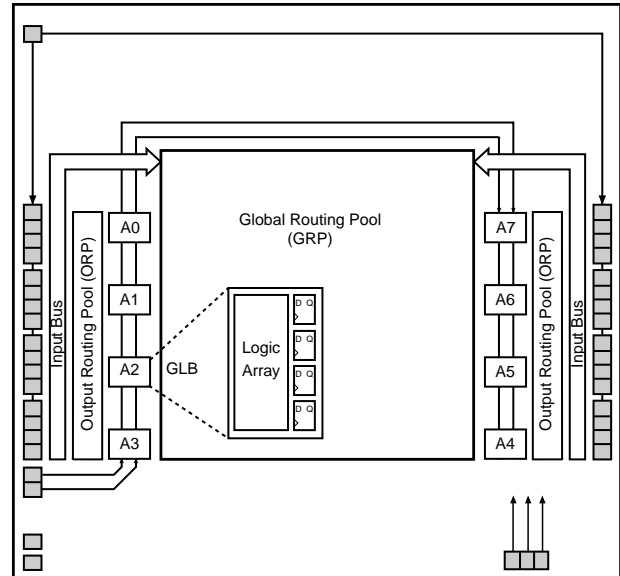 Global Routing Pool
(GRP)
A0
A1
A2
A3
A7
A6
A5
A4
Input Bus
Output Routing Pool (ORP)
GLB
Logic
Array
D Q
D Q
D Q
D Q
Output Routing Pool (ORP)
Input Bus